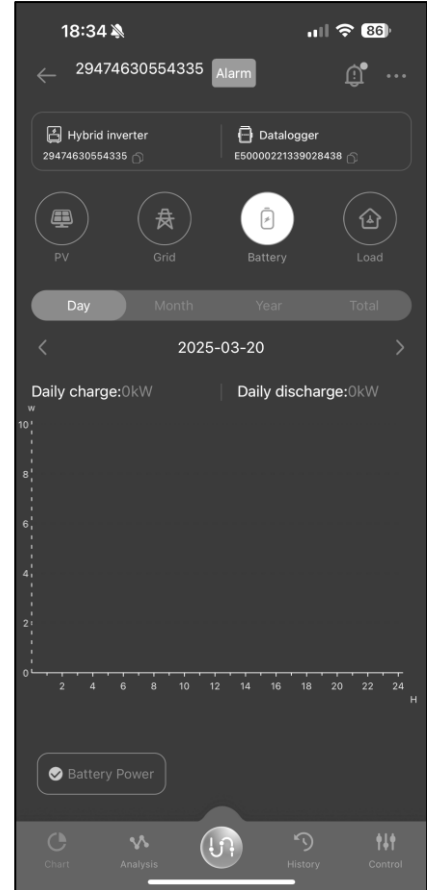 18:34
86
29474630554335 Alarm
Hybrid inverter
29474630554335
Datalogger
E50000221339028438
PV
Grid
Battery
Load
Day
Month
Year
Total
2025-03-20
Daily charge:0kW
Daily discharge:0kW
w
10
8
6
4
2
0
2 4 6 8 10 12 14 16 18 20 22 24
H
Battery Power
Chart
Analysis
History
Control